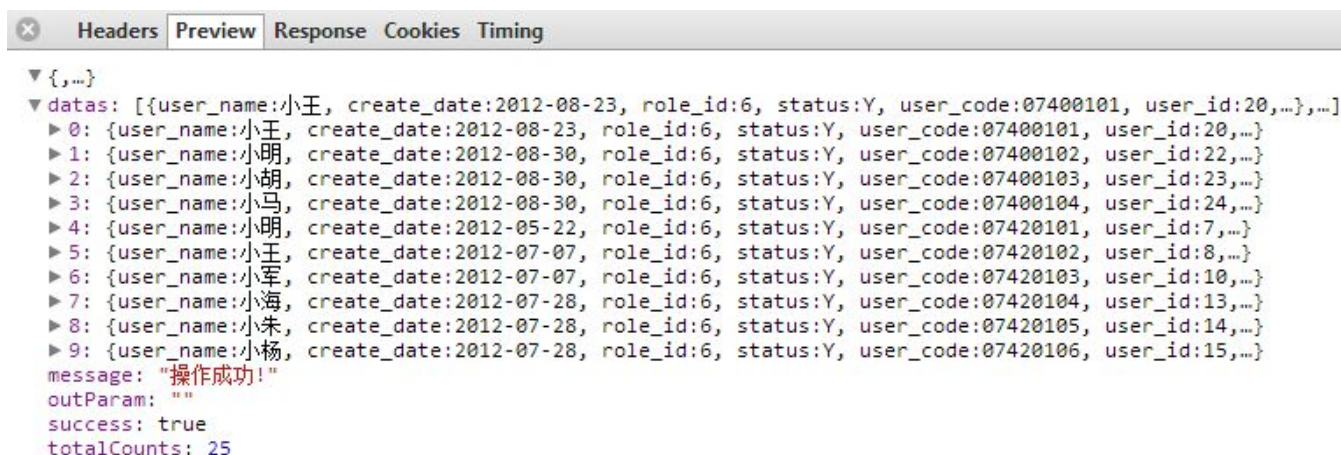 Headers Preview Response Cookies Timing
▼{,…}
▼datas: [{user_name:小王, create_date:2012-08-23, role_id:6, status:Y, user_code:07400101, user_id:20,…},…]
▶0: {user_name:小王, create_date:2012-08-23, role_id:6, status:Y, user_code:07400101, user_id:20,…}
▶1: {user_name:小明, create_date:2012-08-30, role_id:6, status:Y, user_code:07400102, user_id:22,…}
▶2: {user_name:小胡, create_date:2012-08-30, role_id:6, status:Y, user_code:07400103, user_id:23,…}
▶3: {user_name:小马, create_date:2012-08-30, role_id:6, status:Y, user_code:07400104, user_id:24,…}
▶4: {user_name:小明, create_date:2012-05-22, role_id:6, status:Y, user_code:07420101, user_id:7,…}
▶5: {user_name:小王, create_date:2012-07-07, role_id:6, status:Y, user_code:07420102, user_id:8,…}
▶6: {user_name:小军, create_date:2012-07-07, role_id:6, status:Y, user_code:07420103, user_id:10,…}
▶7: {user_name:小海, create_date:2012-07-28, role_id:6, status:Y, user_code:07420104, user_id:13,…}
▶8: {user_name:小朱, create_date:2012-07-28, role_id:6, status:Y, user_code:07420105, user_id:14,…}
▶9: {user_name:小杨, create_date:2012-07-28, role_id:6, status:Y, user_code:07420106, user_id:15,…}
message: "操作成功!"
outParam: ""
success: true
totalCounts: 25